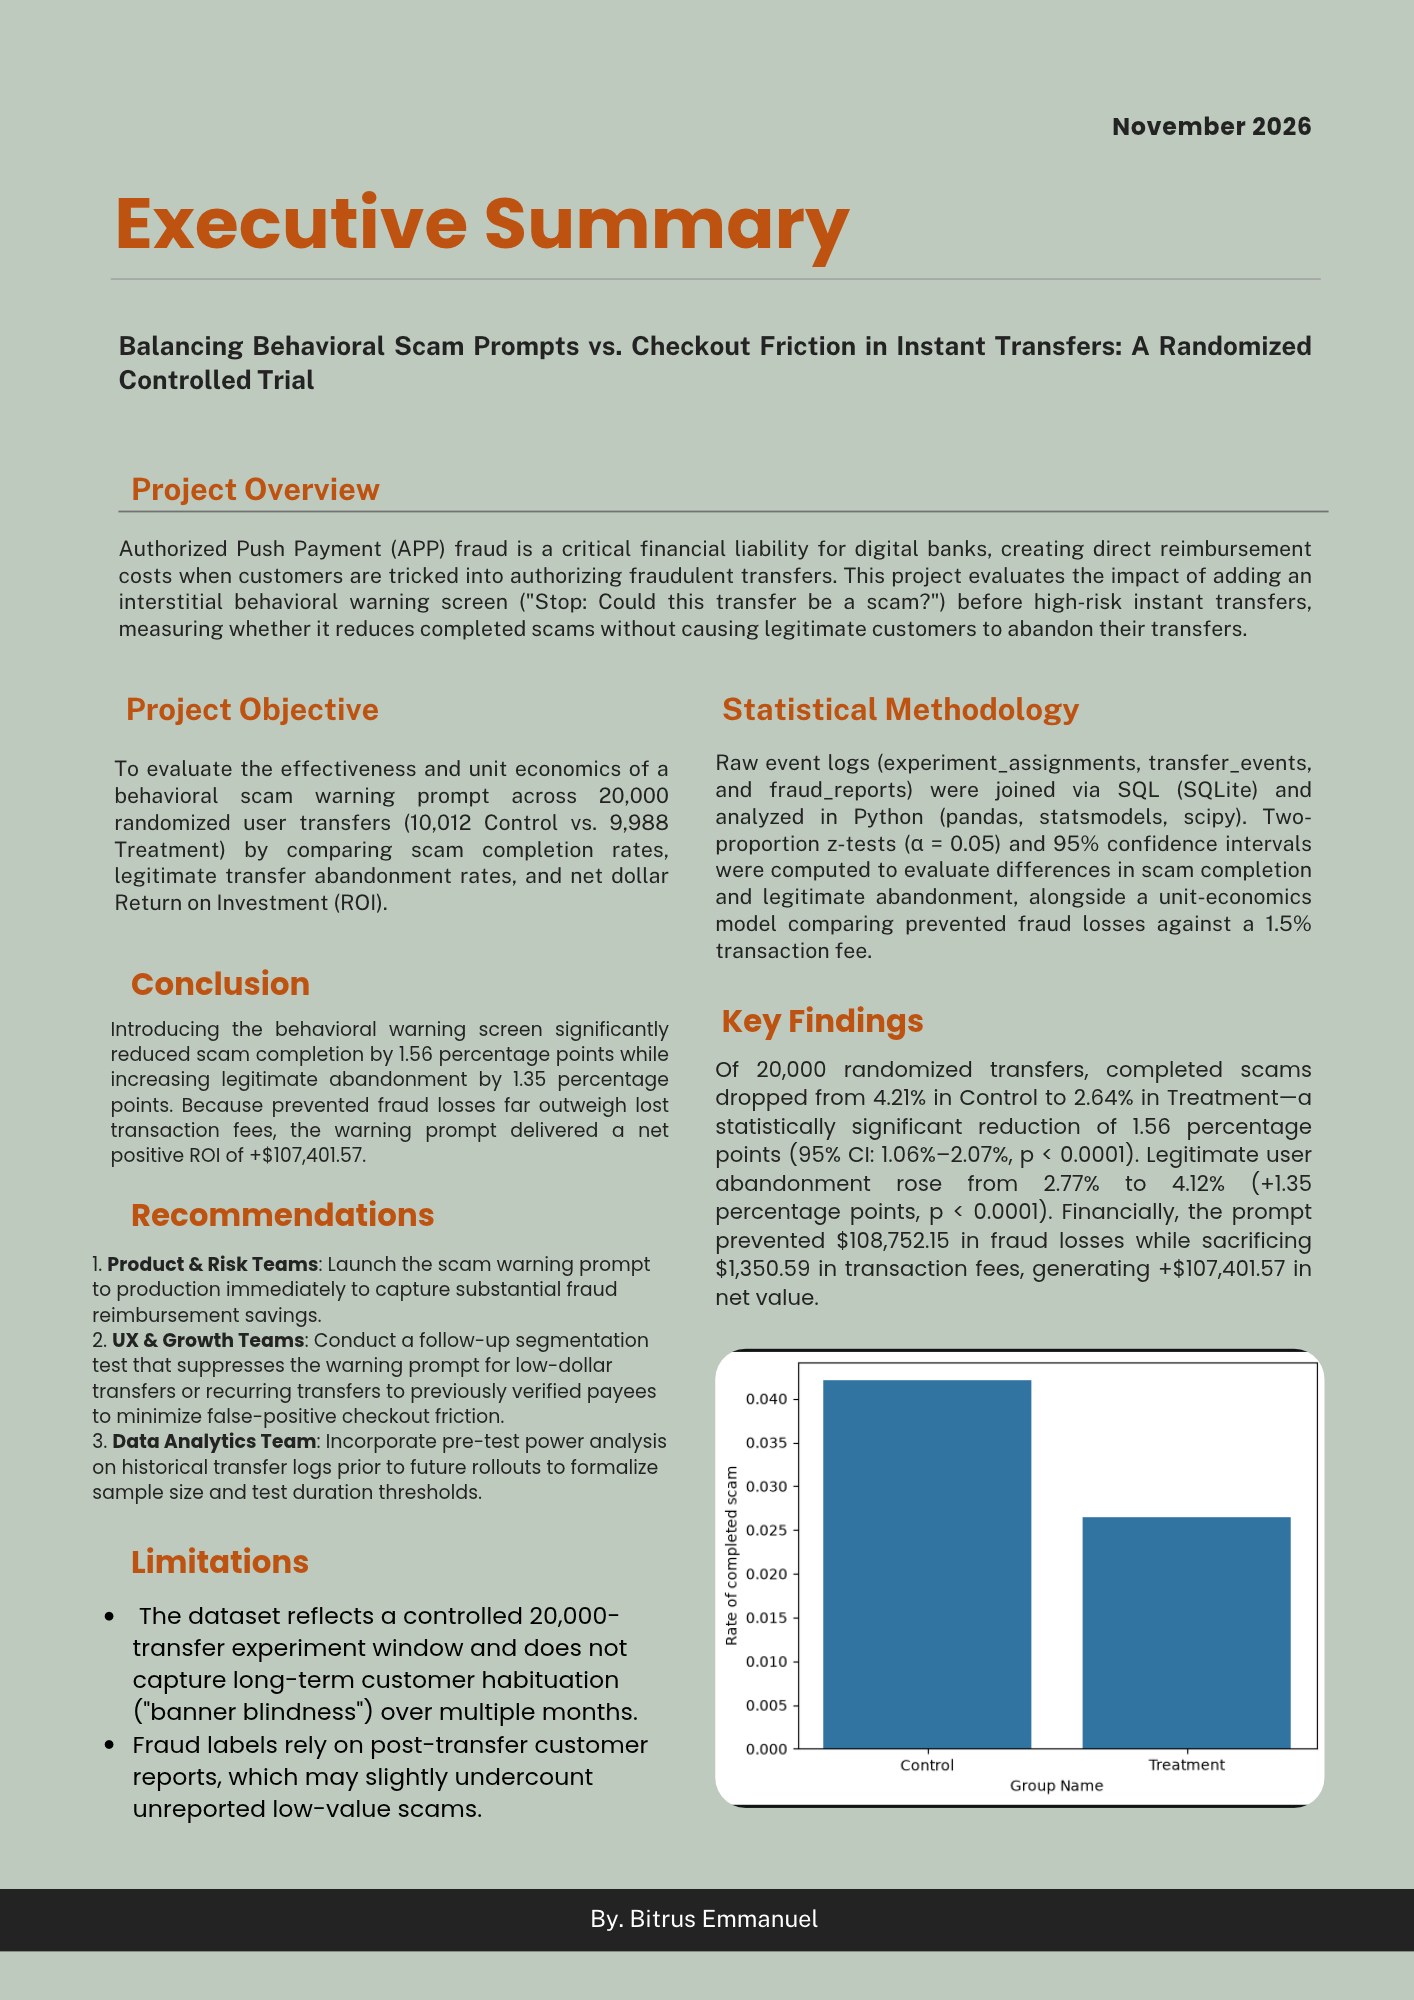 November 2026
Executive Summary
Balancing Behavioral Scam Prompts vs. Checkout Friction in Instant Transfers: A Randomized
Controlled Trial
Project Overview
Authorized Push Payment (APP) fraud is a critical financial liability for digital banks, creating direct reimbursement
costs when customers are tricked into authorizing fraudulent transfers. This project evaluates the impact of adding an
interstitial behavioral warning screen ("Stop: Could this transfer be a scam?") before high-risk instant transfers,
measuring whether it reduces completed scams without causing legitimate customers to abandon their transfers.
Project Objective
To evaluate the effectiveness and unit economics of a
behavioral scam warning prompt across 20,000
randomized user transfers (10,012 Control vs. 9,988
Treatment) by comparing scam completion rates,
legitimate transfer abandonment rates, and net dollar
Return on Investment (ROI).
Conclusion
Introducing the behavioral warning screen significantly
reduced scam completion by 1.56 percentage points while
increasing legitimate abandonment by 1.35 percentage
points. Because prevented fraud losses far outweigh lost
transaction fees, the warning prompt delivered a net
positive ROI of +$107,401.57.
Recommendations
1. Product & Risk Teams: Launch the scam warning prompt
to production immediately to capture substantial fraud
reimbursement savings.
2. UX & Growth Teams: Conduct a follow-up segmentation
test that suppresses the warning prompt for low-dollar
transfers or recurring transfers to previously verified payees
to minimize false-positive checkout friction.
3. Data Analytics Team: Incorporate pre-test power analysis
on historical transfer logs prior to future rollouts to formalize
sample size and test duration thresholds.
Limitations
• The dataset reflects a controlled 20,000-
transfer experiment window and does not
capture long-term customer habituation
("banner blindness") over multiple months.
• Fraud labels rely on post-transfer customer
reports, which may slightly undercount
unreported low-value scams.
Statistical Methodology
Raw event logs (experiment_assignments, transfer_events,
and fraud_reports) were joined via SQL (SQLite) and
analyzed in Python (pandas, statsmodels, scipy). Two-
proportion z-tests (α = 0.05) and 95% confidence intervals
were computed to evaluate differences in scam completion
and legitimate abandonment, alongside a unit-economics
model comparing prevented fraud losses against a 1.5%
transaction fee.
Key Findings
Of 20,000 randomized transfers, completed scams
dropped from 4.21% in Control to 2.64% in Treatment—a
statistically significant reduction of 1.56 percentage
points (95% CI: 1.06%–2.07%, p < 0.0001). Legitimate user
abandonment rose from 2.77% to 4.12% (+1.35
percentage points, p < 0.0001). Financially, the prompt
prevented $108,752.15 in fraud losses while sacrificing
$1,350.59 in transaction fees, generating +$107,401.57 in
net value.
Rate of completed scam
0.040
0.035
0.030
0.025
0.020
0.015
0.010
0.005
0.000
Control Treatment
Group Name
By. Bitrus Emmanuel